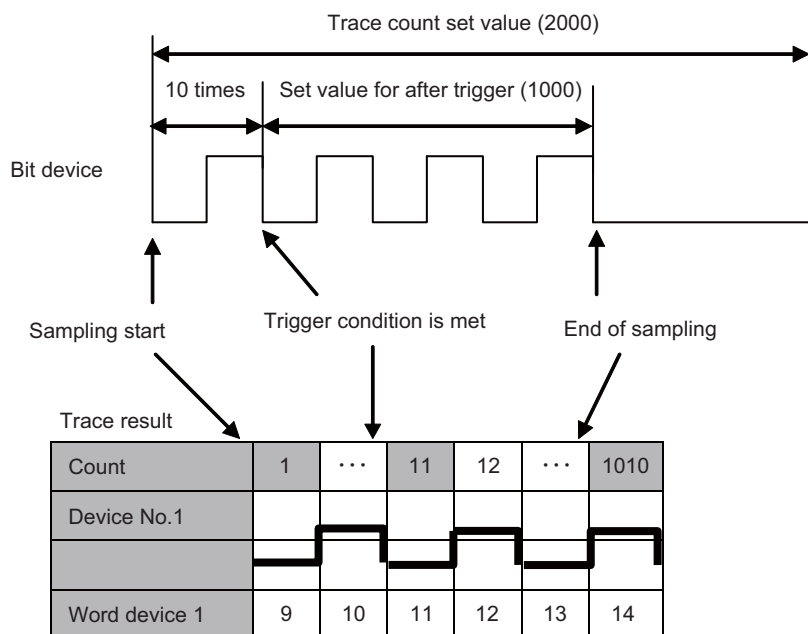 Trace count set value (2000)
10 times
Set value for after trigger (1000)
Bit device
Sampling start
Trigger condition is met
End of sampling
Trace result
Count 1 ··· 11 12 ··· 1010
Device No.1
Word device 1 9 10 11 12 13 14